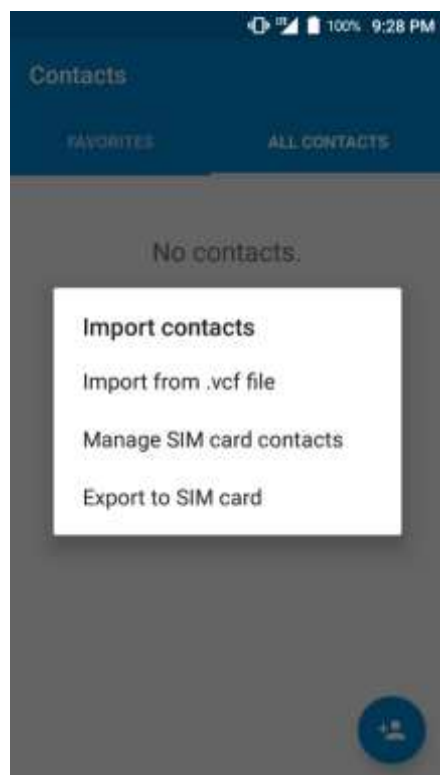 100% 9:28 PM
Contacts
FAVORITES ALL CONTACTS
No contacts.
Import contacts
Import from .vcf file
Manage SIM card contacts
Export to SIM card